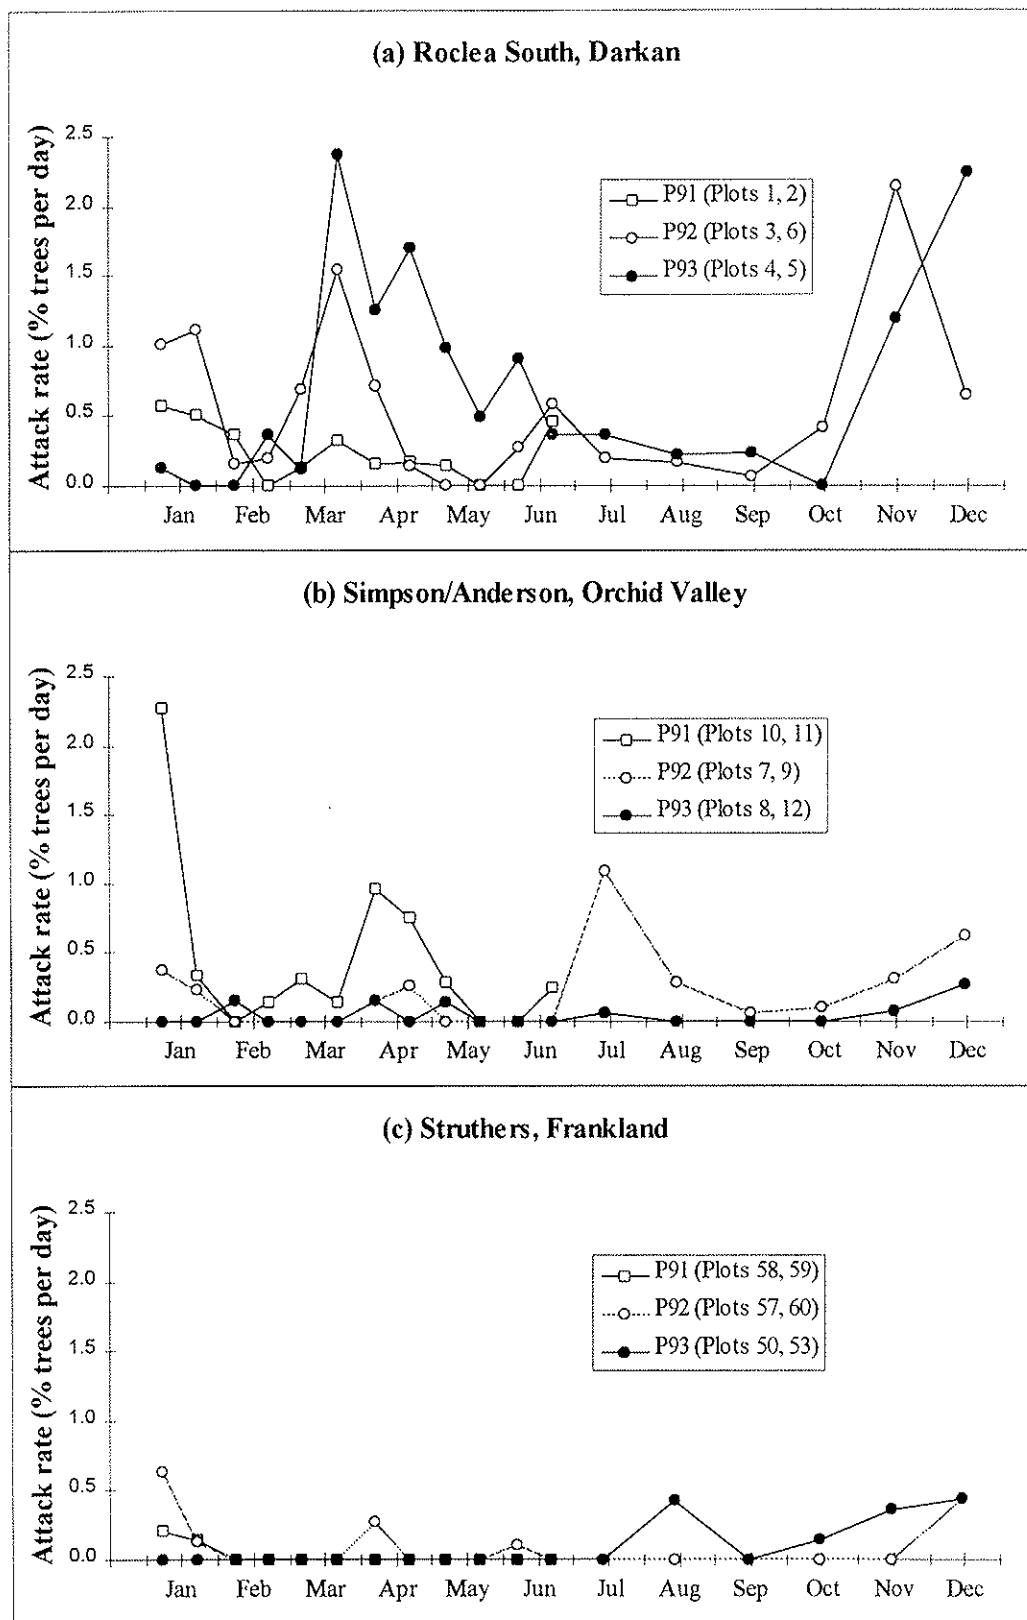 (a) Roclea South, Darkan
Attack rate (% trees per day)
2.5
2.0
1.5
1.0
0.5
0.0
P91 (Plots 1, 2)
P92 (Plots 3, 6)
P93 (Plots 4, 5)
Jan Feb Mar Apr May Jun Jul Aug Sep Oct Nov Dec
(b) Simpson/Anderson, Orchid Valley
Attack rate (% trees per day)
2.5
2.0
1.5
1.0
0.5
0.0
P91 (Plots 10, 11)
P92 (Plots 7, 9)
P93 (Plots 8, 12)
Jan Feb Mar Apr May Jun Jul Aug Sep Oct Nov Dec
(c) Struthers, Frankland
Attack rate (% trees per day)
2.5
2.0
1.5
1.0
0.5
0.0
P91 (Plots 58, 59)
P92 (Plots 57, 60)
P93 (Plots 50, 53)
Jan Feb Mar Apr May Jun Jul Aug Sep Oct Nov Dec